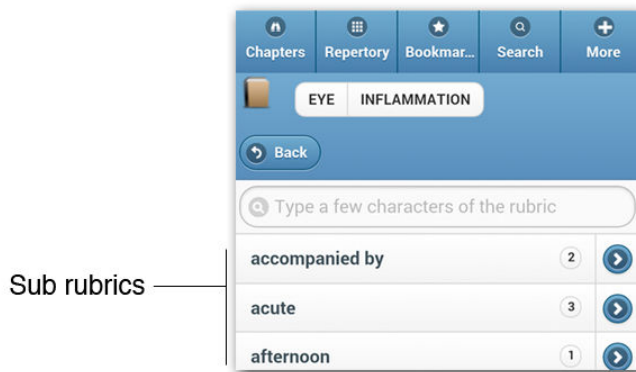 Chapters Repertory Bookmar... Search More
EYE INFLAMMATION
Back
Type a few characters of the rubric
accompanied by 2
Sub rubrics
acute 3
afternoon 1